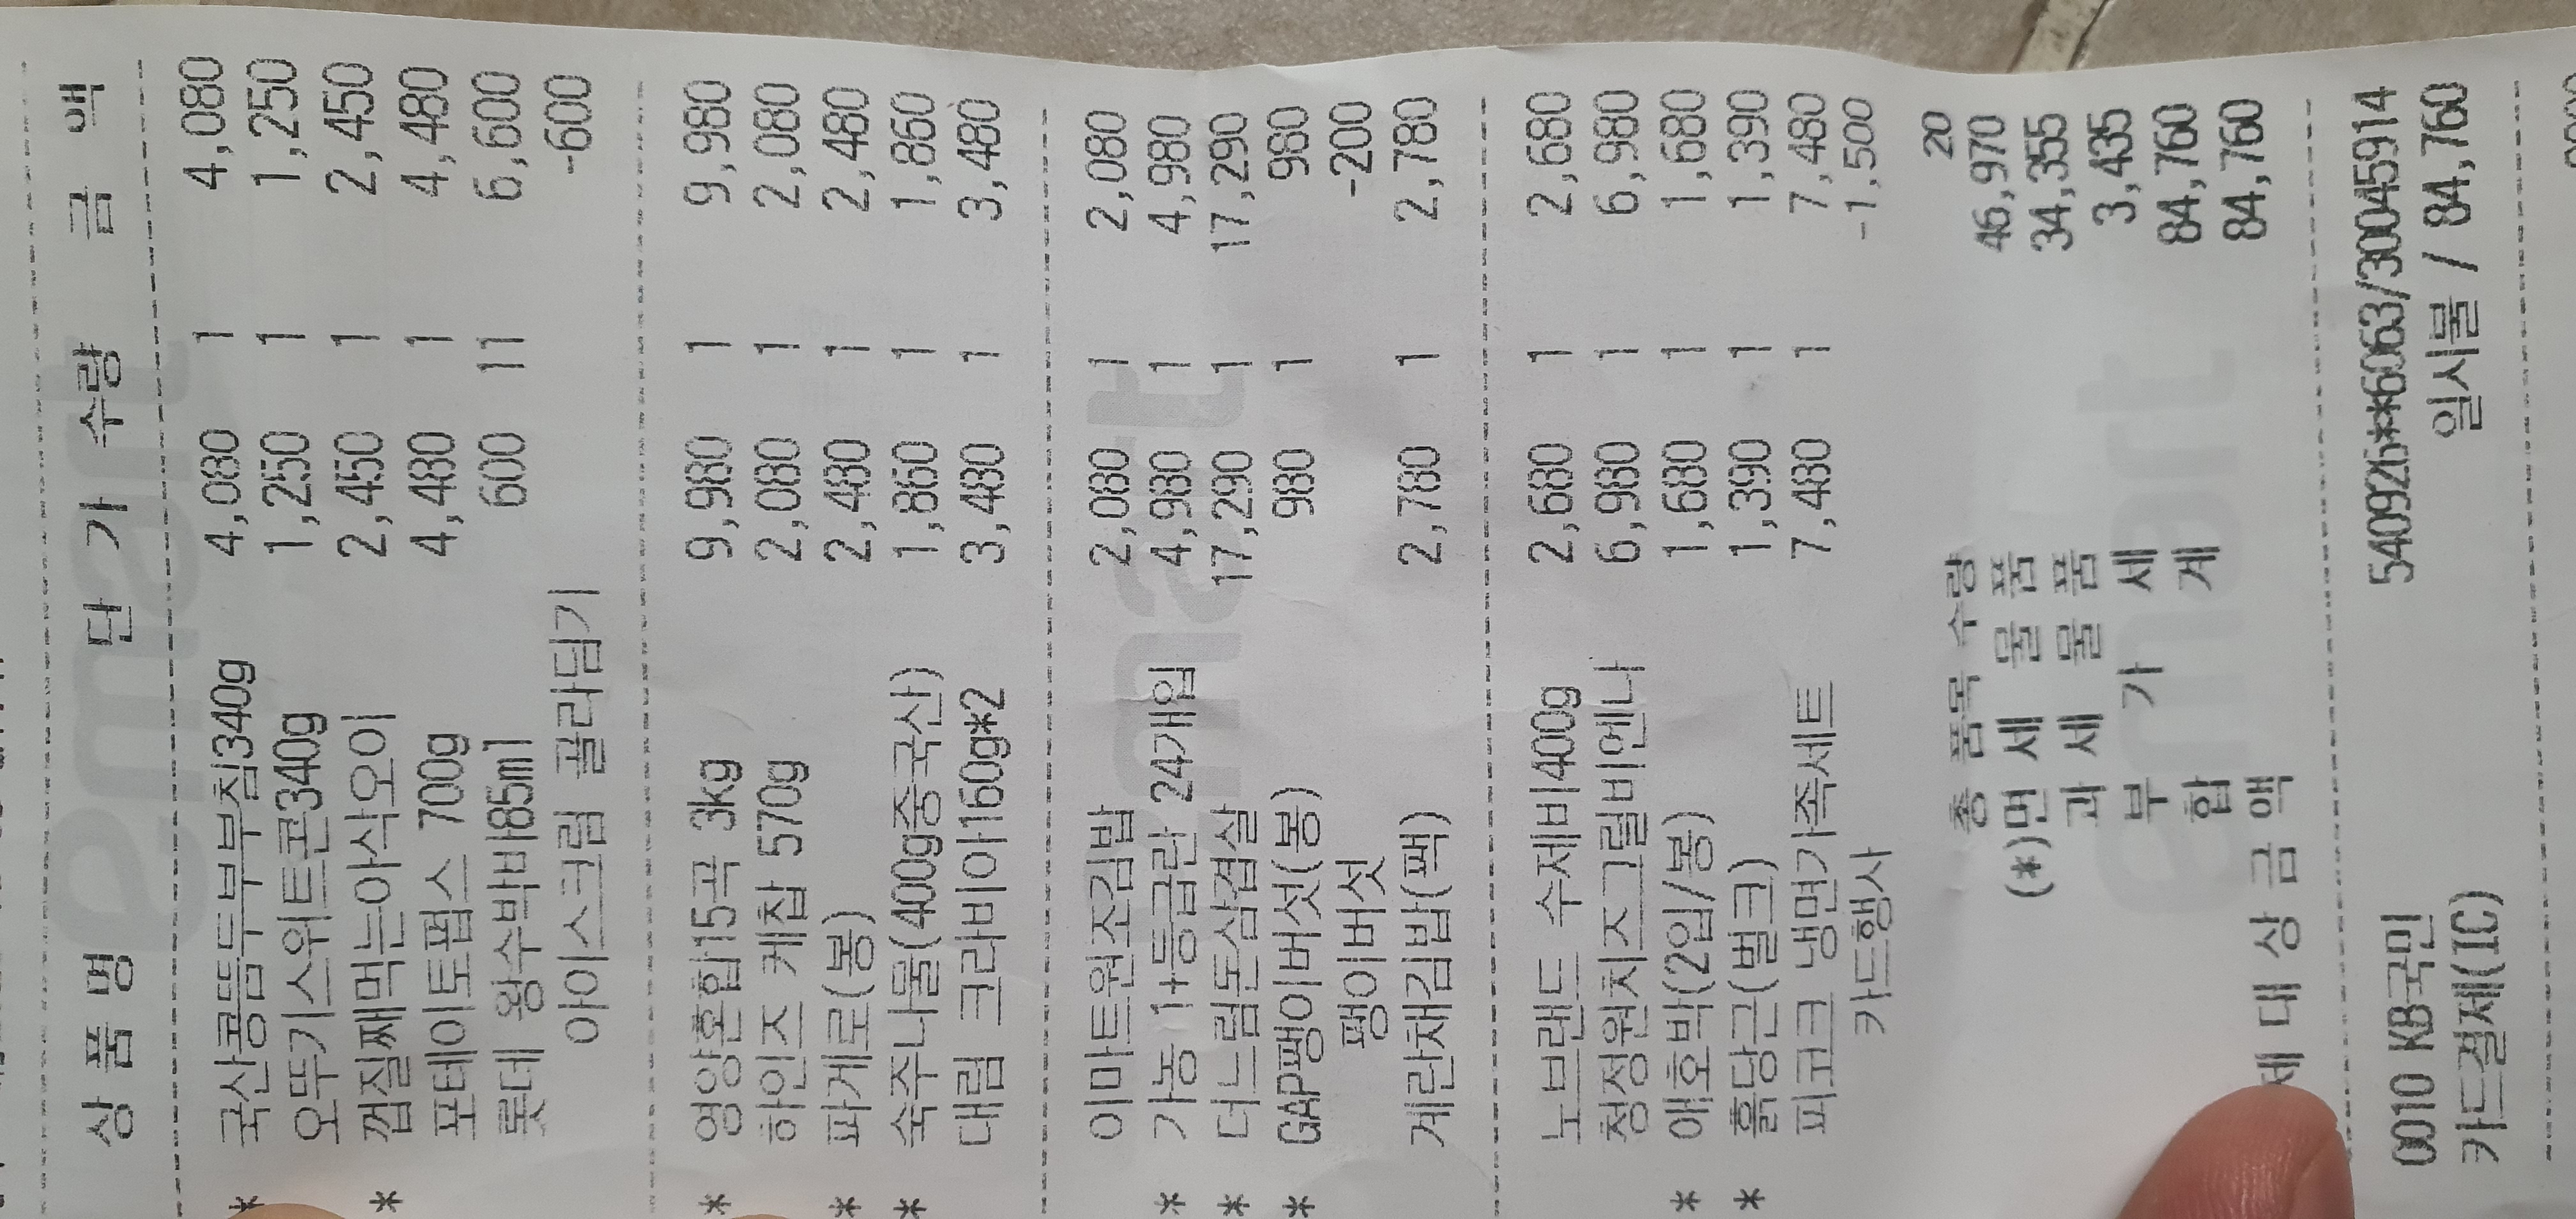 상 품 명 단 가 수량 금 액
* 국산콩뜸두부부침340g 4,080 1 4,080
오뚜기스위트콘340g 1,250 1 1,250
* 껍질째먹는아삭오이 2,450 1 2,450
포테이토펍스 700g 4,480 1 4,480
롯데 왕수박바85ml 600 11 6,600
아이스크림 골라담기 -600
* 영양혼합15곡 3kg 9,980 1 9,980
하인즈 케찹 570g 2,080 1 2,080
* 파게로(봉) 2,480 1 2,480
* 숙주나물(400g중국산) 1,860 1 1,860
대림 크라비아160g*2 3,480 1 3,480
이마트원조김밥 2,080 1 2,080
* 가농 1+등급란 24개입 4,980 1 4,980
* 더느림돈삼겹살 17,290 1 17,290
* GAP팽이버섯(봉) 980 1 980
팽이버섯 -200
계란채김밥(팩) 2,780 1 2,780
노브랜드 수제비400g 2,680 1 2,680
청정원치즈그릴비엔나 6,980 1 6,980
* 애호박(2입/봉) 1,680 1 1,680
* 흙당근(벌크) 1,390 1 1,390
피코크 냉면가족세트 7,480 1 7,480
카드행사 -1,500
총 품목 수량 20
(*)면 세 물 품 46,970
과 세 물 품 34,355
부 가 세 3,435
합 계 84,760
제 대 상 금 액 84,760
0010 KB국민 540926**6063/30045914
카드결제(IC) 일시불 / 84,760